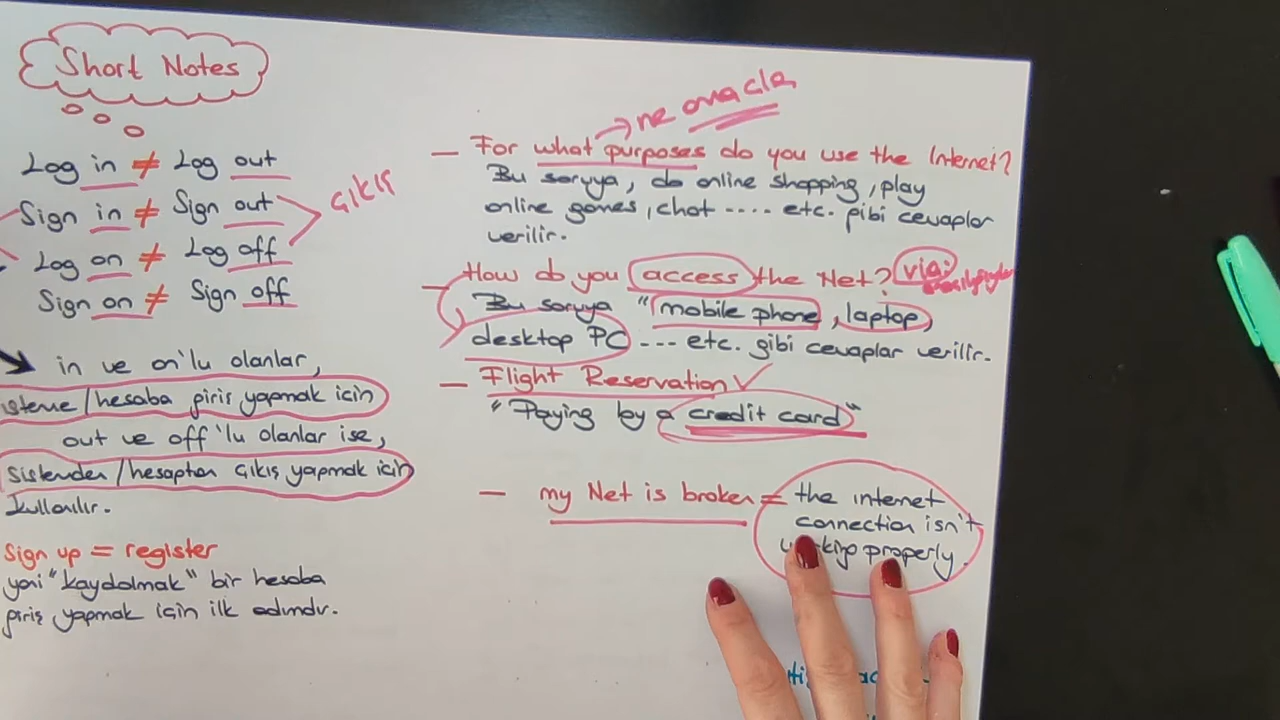 Short Notes
Log in ≠ Log out
Sign in ≠ Sign out
Log on ≠ Log off
Sign on ≠ Sign off
çıkış
in ve on'lu olanlar,
sisteme/hesaba giriş yapmak için
out ve off'lu olanlar ise,
sistemden/hesaptan çıkış yapmak için
kullanılır.
Sign up = register
yani "kaydolmak" bir hesaba
giriş yapmak için ilk adımdır.
ne amaçla
— For what purposes do you use the Internet?
Bu soruya, do online shopping, play
online games, chat .... etc. gibi cevaplar
verilir.
— How do you access the Net? via:
Bu soruya "mobile phone, laptop,
desktop PC .... etc. gibi cevaplar verilir.
— Flight Reservation ✓
"Paying by a credit card"
— my Net is broken = the internet
connection isn't
working properly.